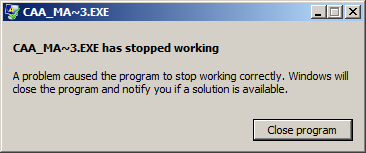 CAA_MA~3.EXE
CAA_MA~3.EXE has stopped working
A problem caused the program to stop working correctly. Windows will
close the program and notify you if a solution is available.
Close program